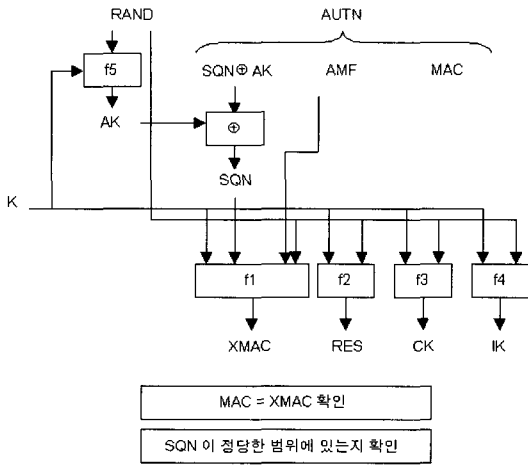 RAND AUTN
f5 SQN⊕ AK AMF MAC
AK ⊕
SQN
K
f1 f2 f3 f4
XMAC RES CK IK
MAC = XMAC 확인
SQN 이 정당한 범위에 있는지 확인